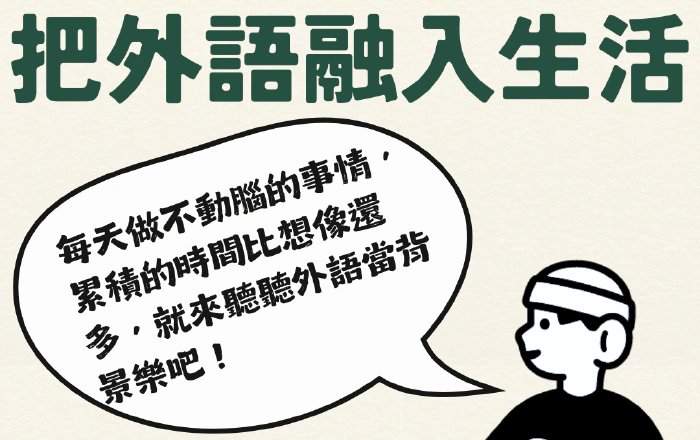 把外語融入生活
每天做不動腦的事情，
累積的時間比想像還
多，就來聽聽外語當背
景樂吧！